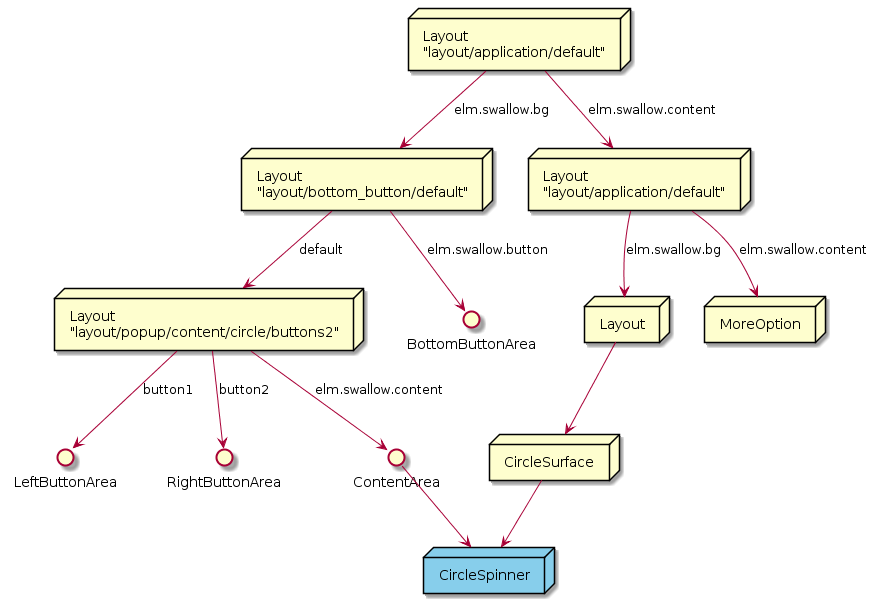 Layout
"layout/application/default"
elm.swallow.bg
elm.swallow.content
Layout
"layout/bottom_button/default"
Layout
"layout/application/default"
default
elm.swallow.button
elm.swallow.bg
elm.swallow.content
Layout
"layout/popup/content/circle/buttons2"
BottomButtonArea
Layout
MoreOption
button1
button2
elm.swallow.content
LeftButtonArea
RightButtonArea
ContentArea
CircleSurface
CircleSpinner